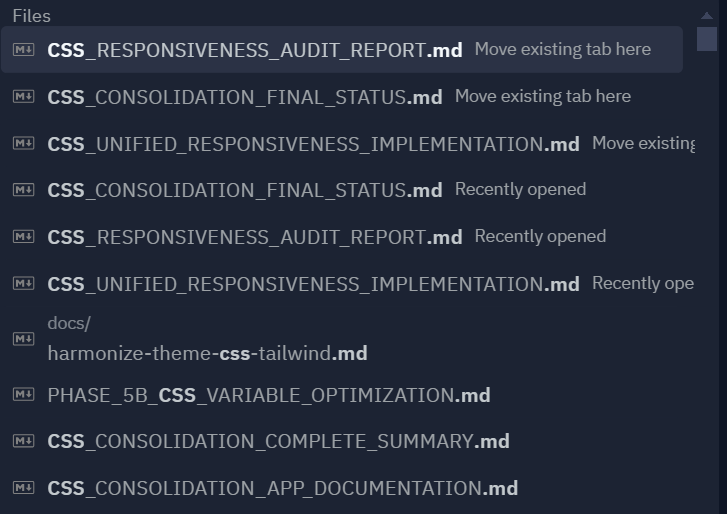 Files
CSS_RESPONSIVENESS_AUDIT_REPORT.md Move existing tab here
CSS_CONSOLIDATION_FINAL_STATUS.md Move existing tab here
CSS_UNIFIED_RESPONSIVENESS_IMPLEMENTATION.md Move existing
CSS_CONSOLIDATION_FINAL_STATUS.md Recently opened
CSS_RESPONSIVENESS_AUDIT_REPORT.md Recently opened
CSS_UNIFIED_RESPONSIVENESS_IMPLEMENTATION.md Recently ope
docs/
harmonize-theme-css-tailwind.md
PHASE_5B_CSS_VARIABLE_OPTIMIZATION.md
CSS_CONSOLIDATION_COMPLETE_SUMMARY.md
CSS_CONSOLIDATION_APP_DOCUMENTATION.md